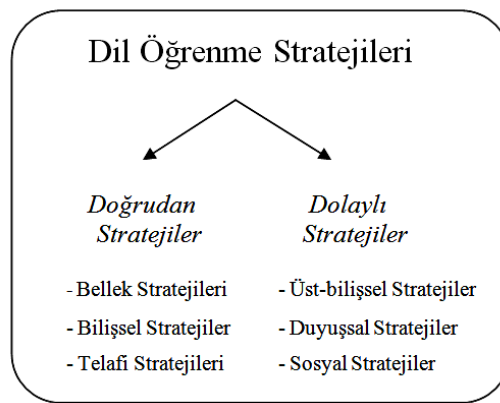 Dil Öğrenme Stratejileri
Doğrudan
Stratejiler
- Bellek Stratejileri
- Bilişsel Stratejiler
- Telafi Stratejileri
Dolaylı
Stratejiler
- Üst-bilişsel Stratejiler
- Duyuşsal Stratejiler
- Sosyal Stratejiler